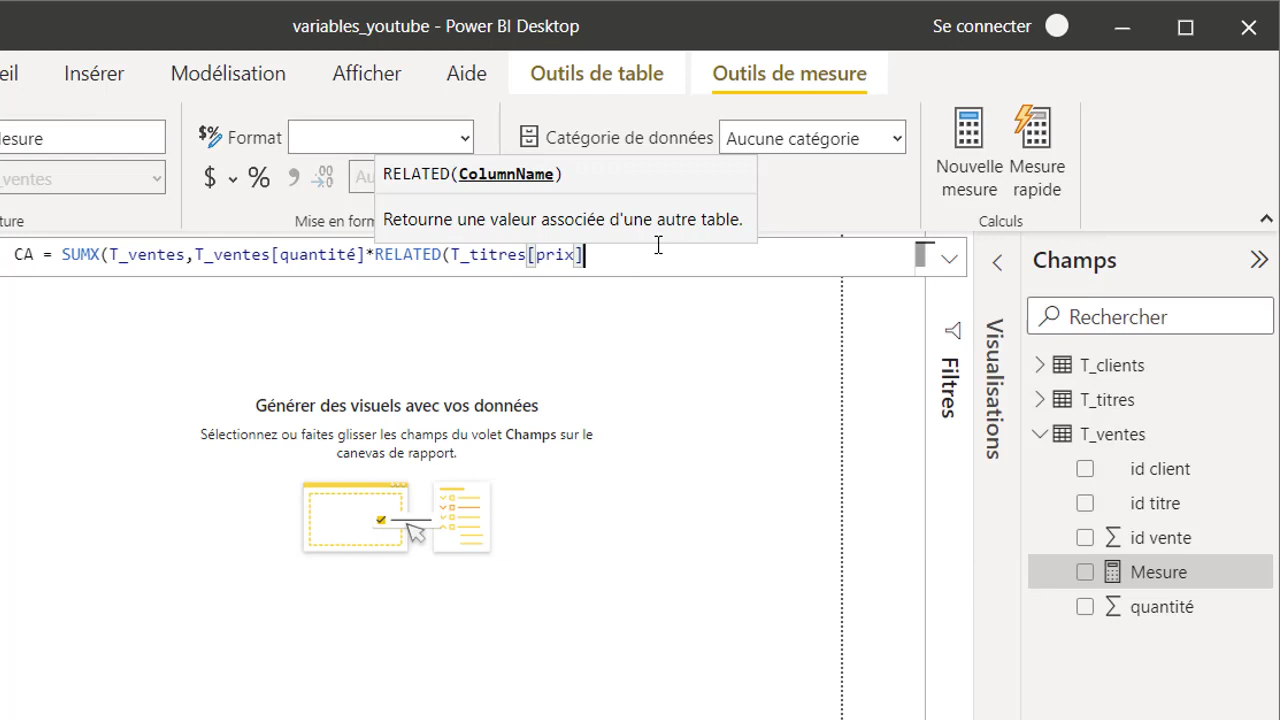 variables_youtube - Power BI Desktop
Se connecter
eil
Insérer
Modélisation
Afficher
Aide
Outils de table
Outils de mesure
Mesure
Format
Catégorie de données
Aucune catégorie
_ventes
$
%
Au
Nouvelle
mesure
Mesure
rapide
ture
Mise en form
Calculs
RELATED(ColumnName)
Retourne une valeur associée d'une autre table.
CA = SUMX(T_ventes,T_ventes[quantité]*RELATED(T_titres[prix]
Générer des visuels avec vos données
Sélectionnez ou faites glisser les champs du volet Champs sur le
canevas de rapport.
Filtres
Visualisations
Champs
Rechercher
T_clients
T_titres
T_ventes
id client
id titre
id vente
Mesure
quantité